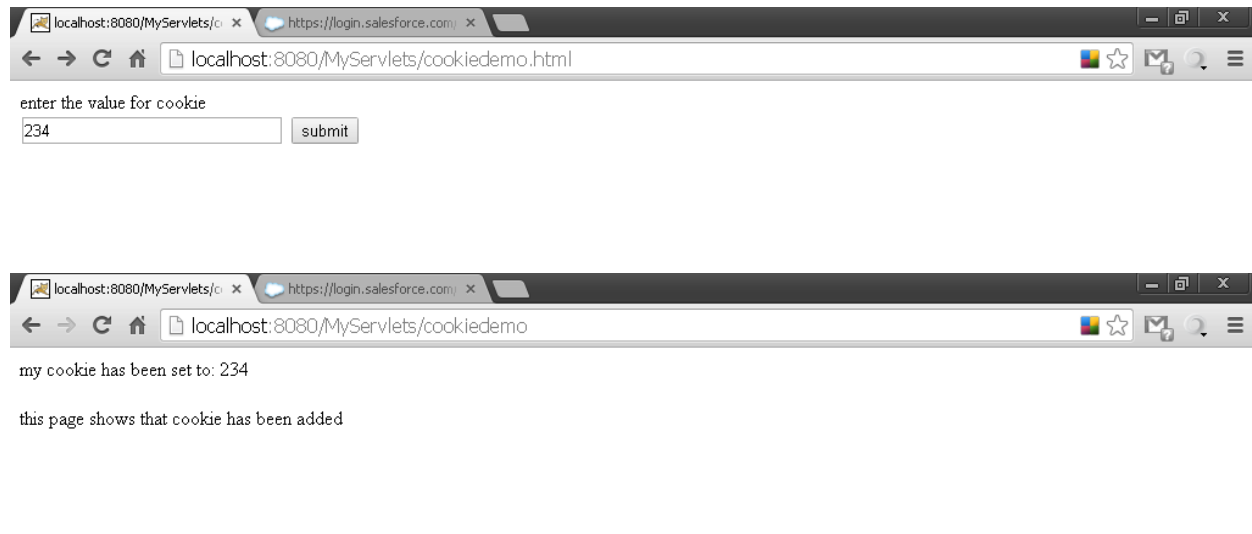 localhost:8080/MyServlets/c
https://login.salesforce.com/
localhost:8080/MyServlets/cookiedemo.html
enter the value for cookie
234 submit
localhost:8080/MyServlets/c
https://login.salesforce.com/
localhost:8080/MyServlets/cookiedemo
my cookie has been set to: 234
this page shows that cookie has been added